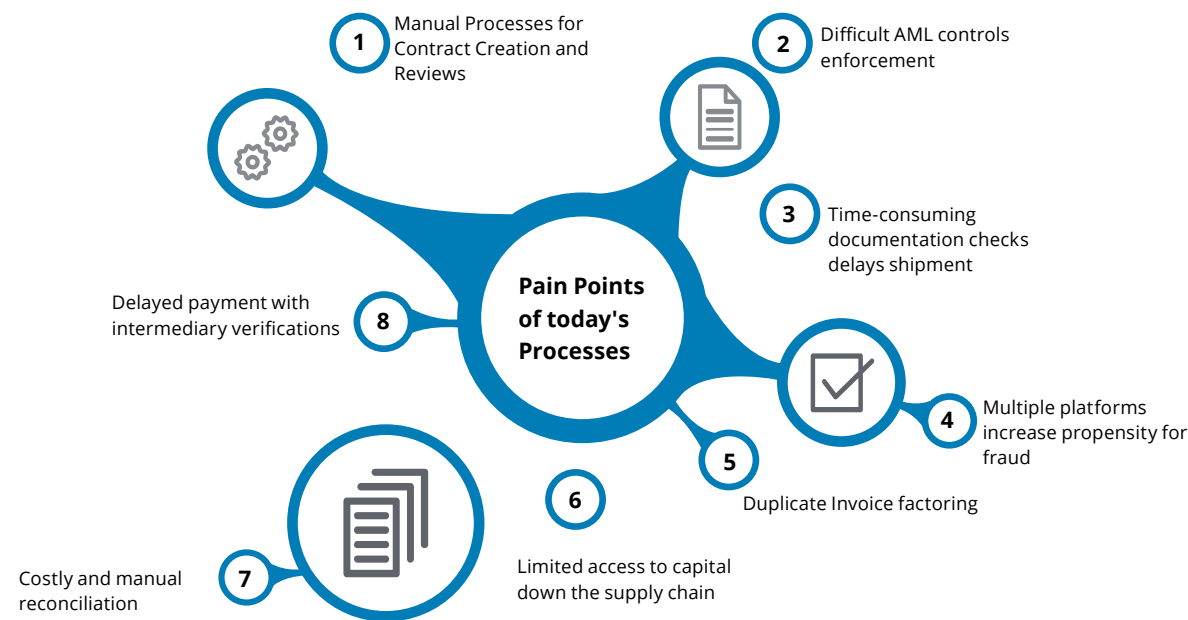 1
Manual Processes for
Contract Creation and
Reviews
2
Difficult AML controls
enforcement
3
Time-consuming
documentation checks
delays shipment
Pain Points
of today's
Processes
Delayed payment with
intermediary verifications
8
4
Multiple platforms
increase propensity for
fraud
5
Duplicate Invoice factoring
6
Limited access to capital
down the supply chain
7
Costly and manual
reconciliation